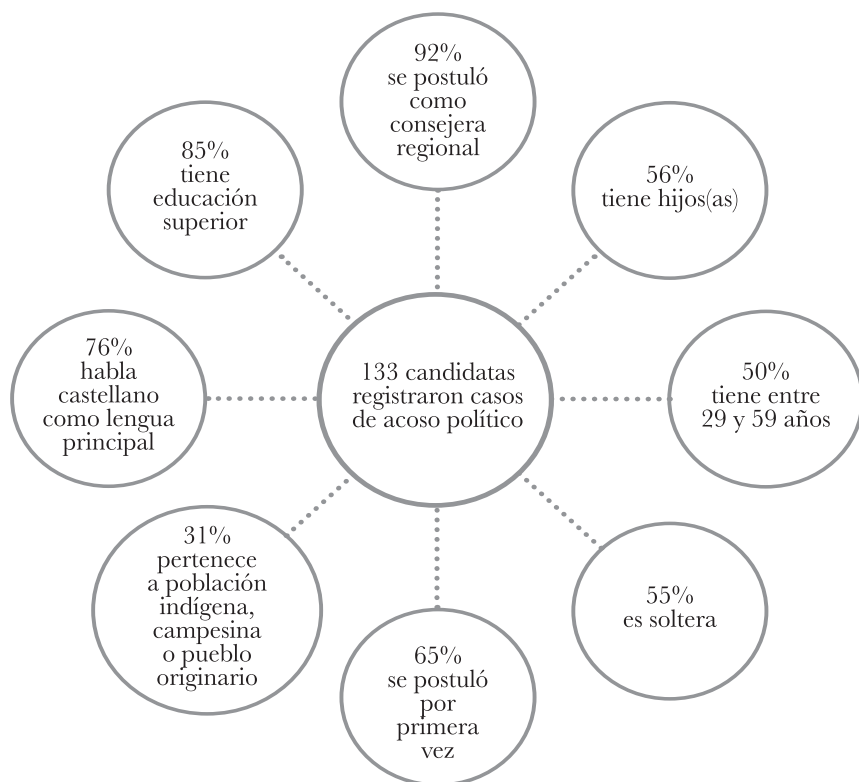 92%
se postuló
como
consejera
regional
85%
tiene
educación
superior
56%
tiene hijos(as)
76%
habla
castellano
como lengua
principal
133 candidatas
registraron casos
de acoso político
50%
tiene entre
29 y 59 años
31%
pertenece
a población
indígena,
campesina
o pueblo
originario
65%
se postuló
por
primera
vez
55%
es soltera